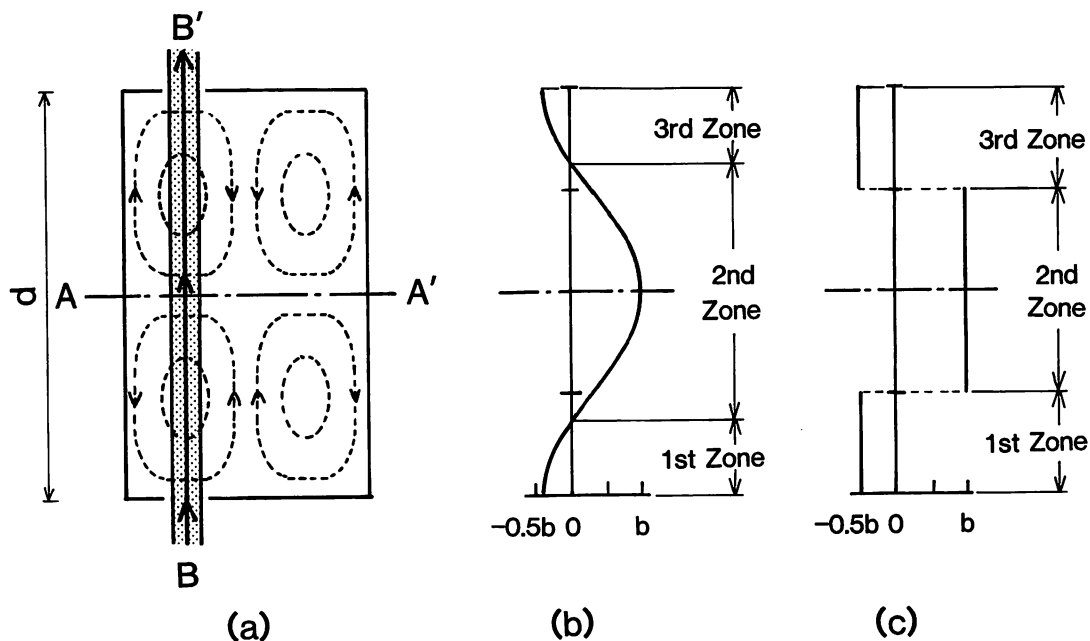 B'
d
A
A'
B
(a)
3rd Zone
2nd
Zone
1st Zone
-0.5b 0 b
(b)
3rd Zone
2nd
Zone
1st Zone
-0.5b 0 b
(c)